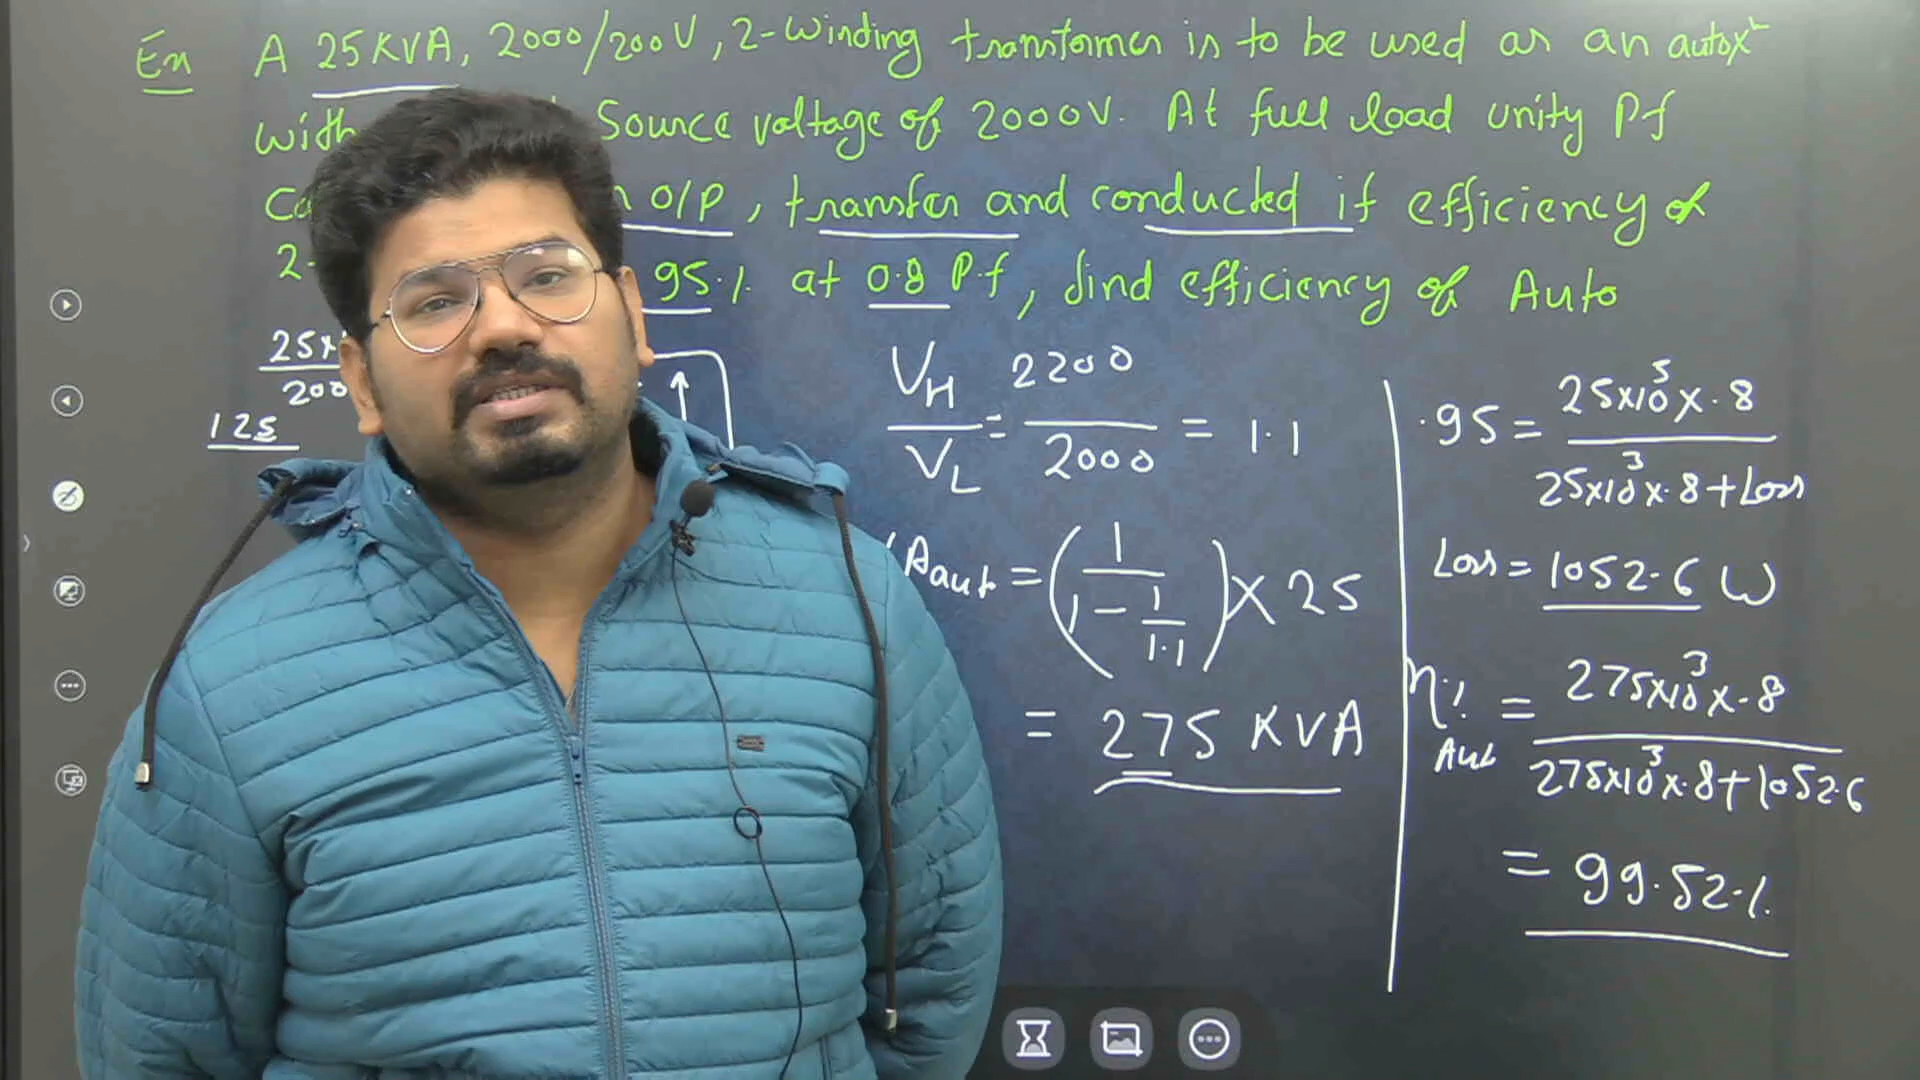 Ex A 25 KVA, 2000/200V, 2-winding transformer is to be used as an autoxr
with Source voltage of 2000V. At full load unity Pf
O/P, transfer and conducted if efficiency of
2- 95% at 0.8 P.f, find efficiency of Auto
25×
200
125
VH/VL = 2200/2000 = 1.1
Aaut = (1/(1 - 1/1.1)) × 25
= 275 KVA
.95 = 25×10³×.8 / 25×10³×.8 + Loss
Loss = 1052.6 W
η% Aut = 275×10³×.8 / 275×10³×.8 + 1052.6
= 99.52%